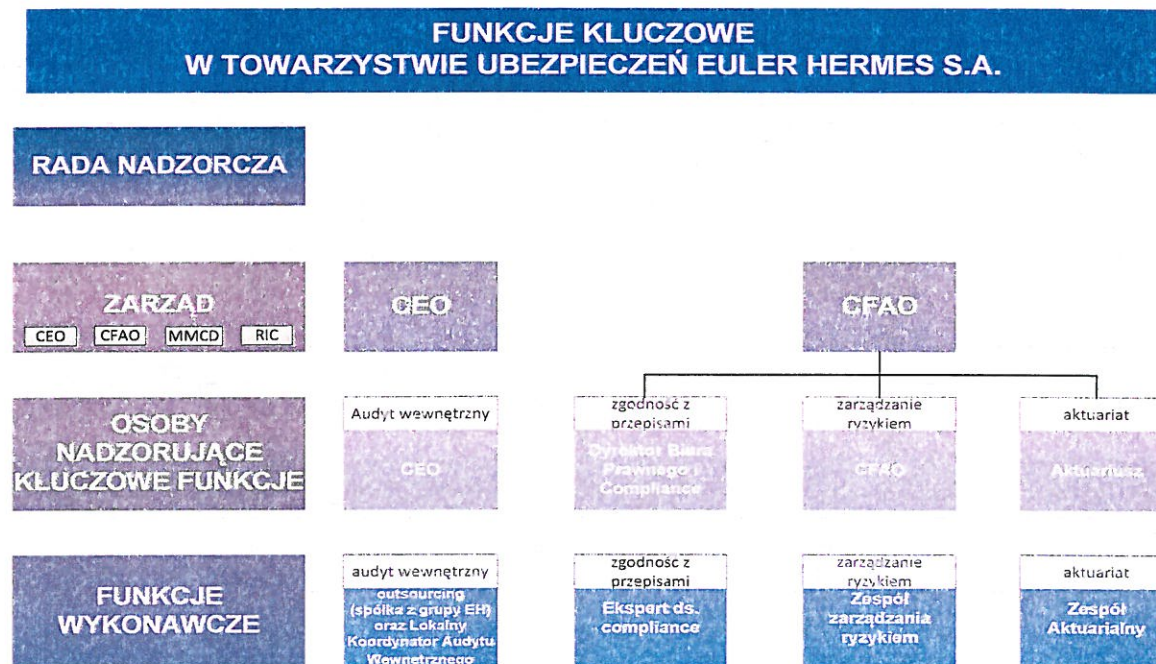 FUNKCJE KLUCZOWE
W TOWARZYSTWIE UBEZPIECZEŃ EULER HERMES S.A.
RADA NADZORCZA
ZARZĄD
CEO CFAO MMCD RIC
CEO
CFAO
OSOBY
NADZORUJĄCE
KLUCZOWE FUNKCJE
Audyt wewnętrzny
CEO
zgodność z
przepisami
Dyrektor Biura
Prawnego i
Compliance
zarządzanie
ryzykiem
CFAO
aktuariat
Aktuariusz
FUNKCJE
WYKONAWCZE
audyt wewnętrzny
outsourcing
(spółka z grupy EH)
oraz Lokalny
Koordynator Audytu
Wewnętrznego
zgodność z
przepisami
Ekspert ds.
compliance
zarządzanie
ryzykiem
Zespół
zarządzania
ryzykiem
aktuariat
Zespół
Aktuarialny